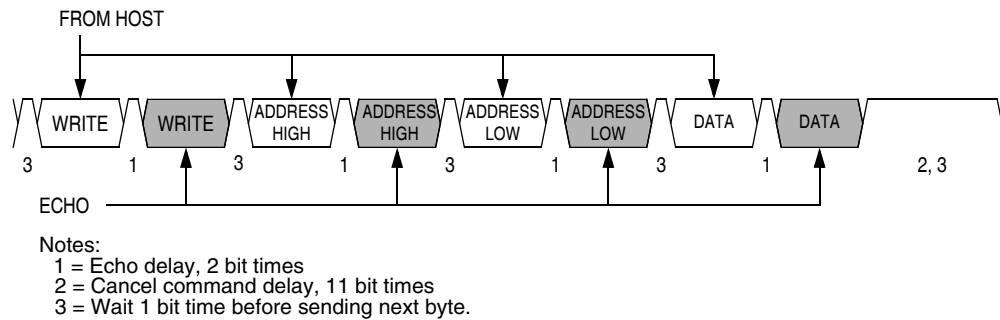 FROM HOST
WRITE WRITE ADDRESS HIGH ADDRESS HIGH ADDRESS LOW ADDRESS LOW DATA DATA
3 1 3 1 3 1 3 1 2, 3
ECHO
Notes:
1 = Echo delay, 2 bit times
2 = Cancel command delay, 11 bit times
3 = Wait 1 bit time before sending next byte.